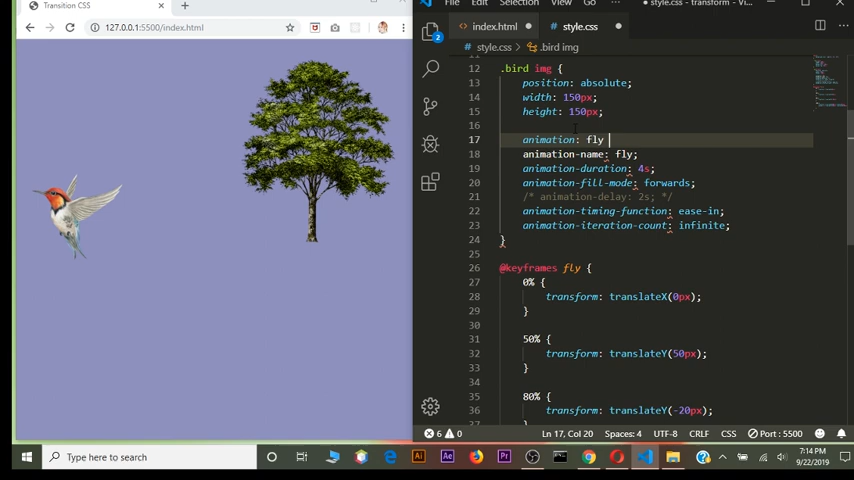 Transition CSS
127.0.0.1:5500/index.html
Edit Selection View Go
style.css -
index.html
style.css
style.css > .bird img
12 .bird img {
13 position: absolute;
14 width: 150px;
15 height: 150px;
16
17 animation: fly
18 animation-name: fly;
19 animation-duration: 4s;
20 animation-fill-mode: forwards;
21 /* animation-delay: 2s; */
22 animation-timing-function: ease-in;
23 animation-iteration-count: infinite;
24 }
25
26 @keyframes fly {
27 0% {
28 transform: translateX(0px);
29 }
30
31 50% {
32 transform: translateY(50px);
33 }
34
35 80% {
36 transform: translateY(-20px);
2
6 0 Ln 17, Col 20 Spaces: 4 UTF-8 CRLF CSS Port : 5500
Type here to search
Ai Ae Pr
7:14 PM
9/22/2019